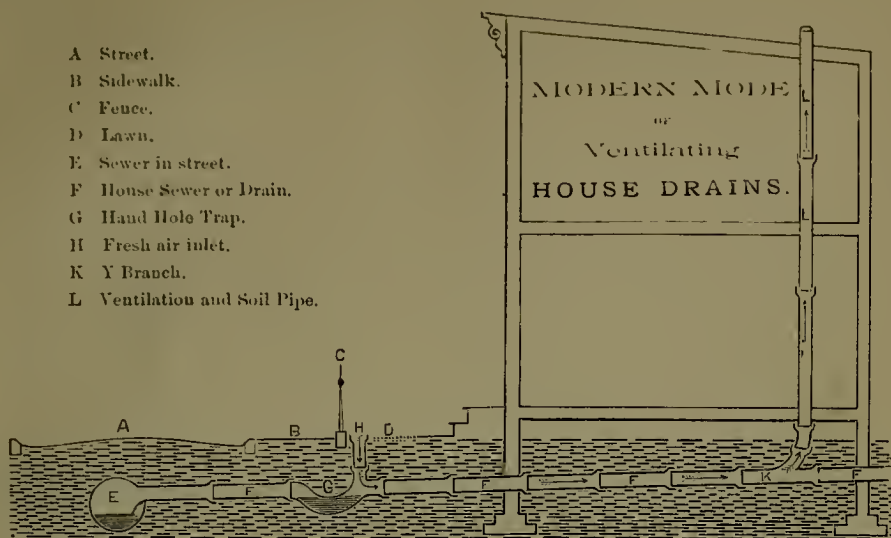 A Street.
B Sidewalk.
C Fence.
D Lawn.
E Sewer in street.
F House Sewer or Drain.
G Hand Hole Trap.
H Fresh air inlet.
K Y Branch.
L Ventilation and Soil Pipe.
MODERN MODE
OF
Ventilating
HOUSE DRAINS.
L
L
C
A
B
H
D
E
F
G
F
F
K
F